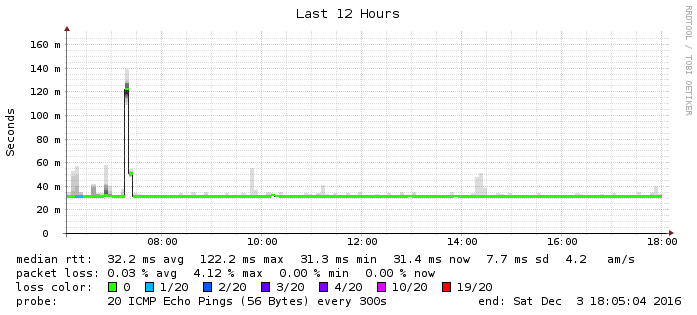 Last 12 Hours
RRDTOOL / TOBI OETIKER
Seconds
160 m
140 m
120 m
100 m
80 m
60 m
40 m
20 m
0
08:00 10:00 12:00 14:00 16:00 18:00
median rtt: 32.2 ms avg 122.2 ms max 31.3 ms min 31.4 ms now 7.7 ms sd 4.2 am/s
packet loss: 0.03 % avg 4.12 % max 0.00 % min 0.00 % now
loss color: 0 1/20 2/20 3/20 4/20 10/20 19/20
probe: 20 ICMP Echo Pings (56 Bytes) every 300s end: Sat Dec 3 18:05:04 2016